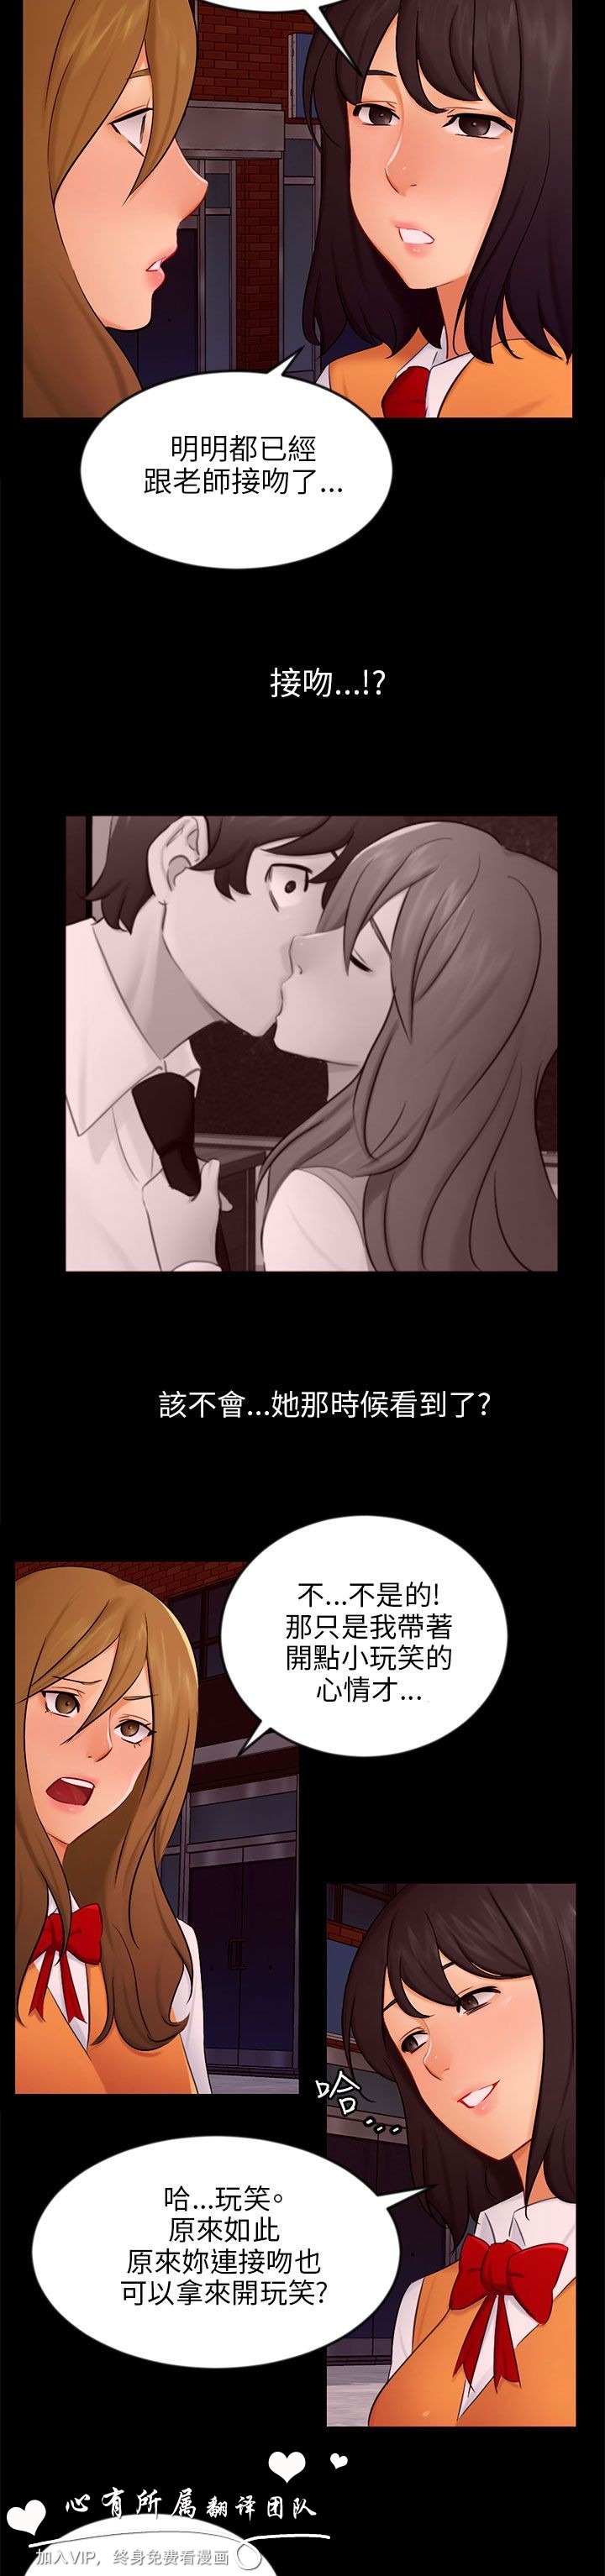 明明都已經
跟老師接吻了...
接吻...!?
該不會...她那時候看到了?
不...不是的!
那只是我帶著
開點小玩笑的
心情才...
哈...
哈...玩笑。
原來如此
原來妳連接吻也
可以拿來開玩笑?
心有所属翻译团队
加入VIP，终身免费看漫画